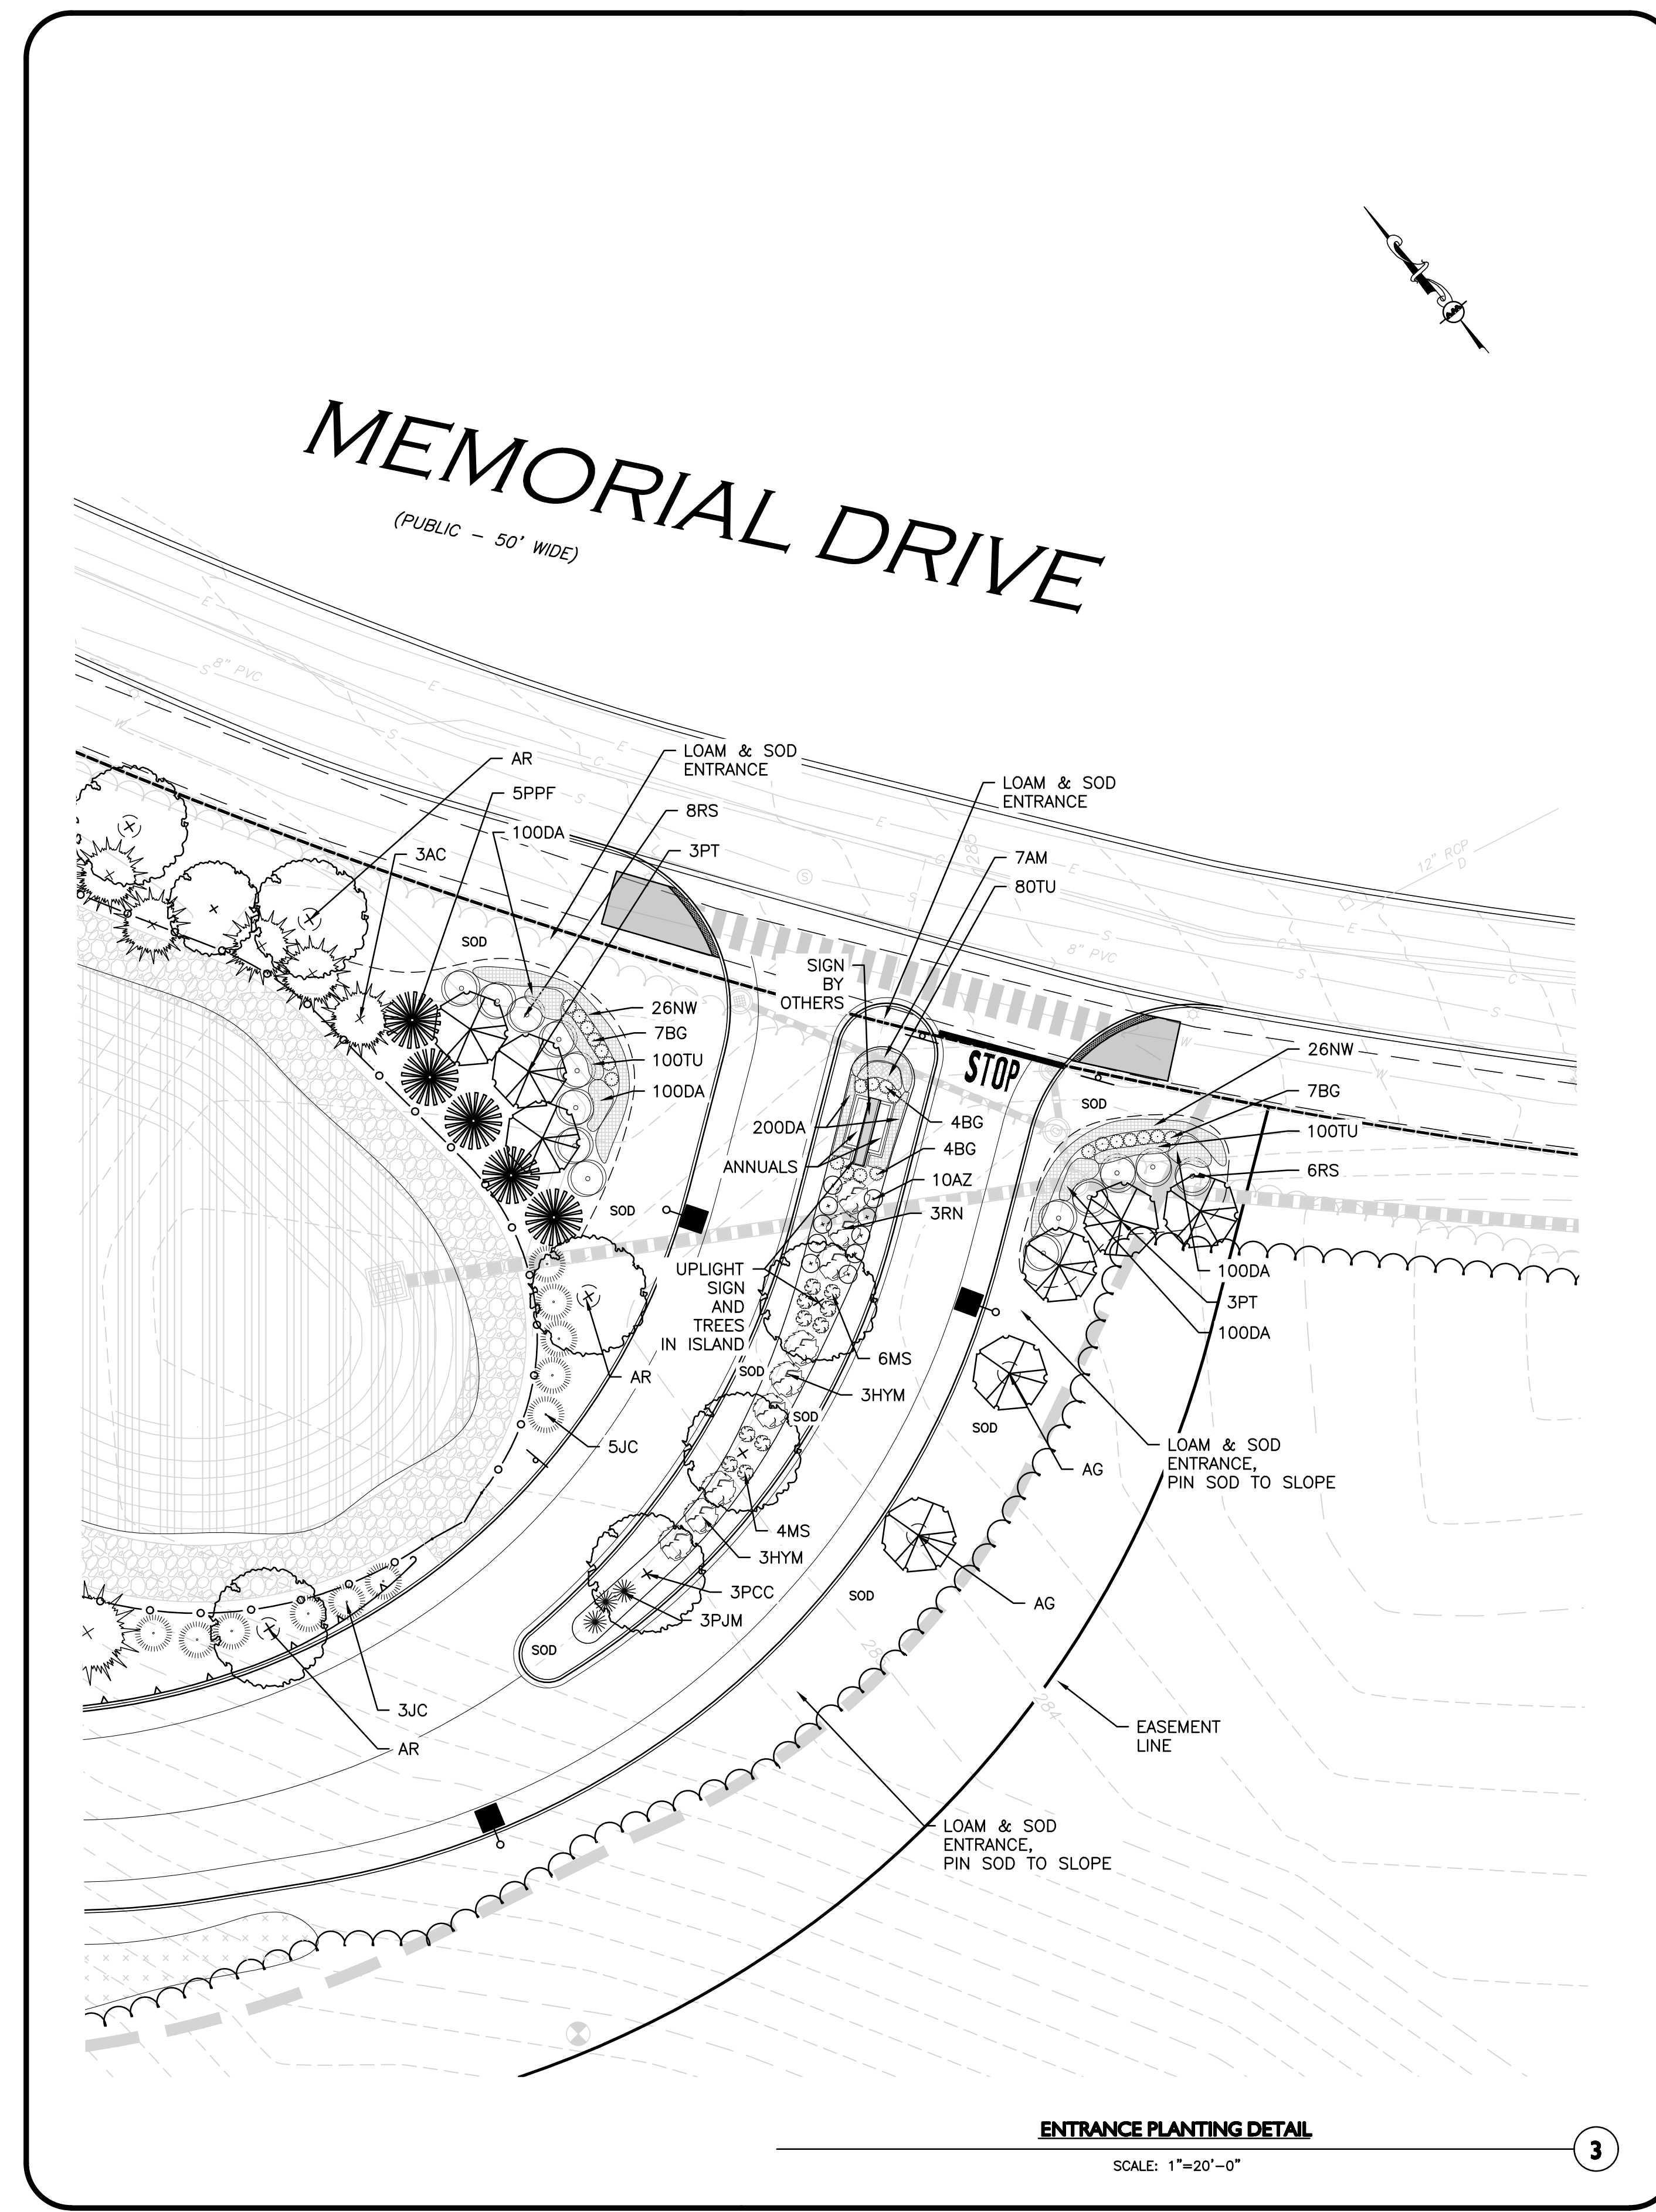 MEMORIAL DRIVE
(PUBLIC – 50' WIDE)
E
8" PVC
S
E
W
S
E
C
S
E
AR
LOAM & SOD
ENTRANCE
5PPF
LOAM & SOD
ENTRANCE
8RS
100DA
3PT
3AC
7AM
80TU
285
C
E
12" RCP
D
S
S
E
S
8" PVC
C
S
C
S
S
W
W
SOD
SIGN
BY
OTHERS
26NW
7BG
100TU
100DA
STOP
26NW
7BG
SOD
100TU
200DA
4BG
4BG
ANNUALS
6RS
10AZ
3RN
SOD
UPLIGHT
SIGN
AND
TREES
IN ISLAND
100DA
3PT
100DA
6MS
SOD
AR
3HYM
SOD
SOD
5JC
LOAM & SOD
ENTRANCE,
PIN SOD TO SLOPE
AG
4MS
3HYM
3PCC
SOD
AG
3PJM
SOD
284
3JC
EASEMENT
LINE
AR
LOAM & SOD
ENTRANCE,
PIN SOD TO SLOPE
ENTRANCE PLANTING DETAIL
3
SCALE: 1"=20'–0"